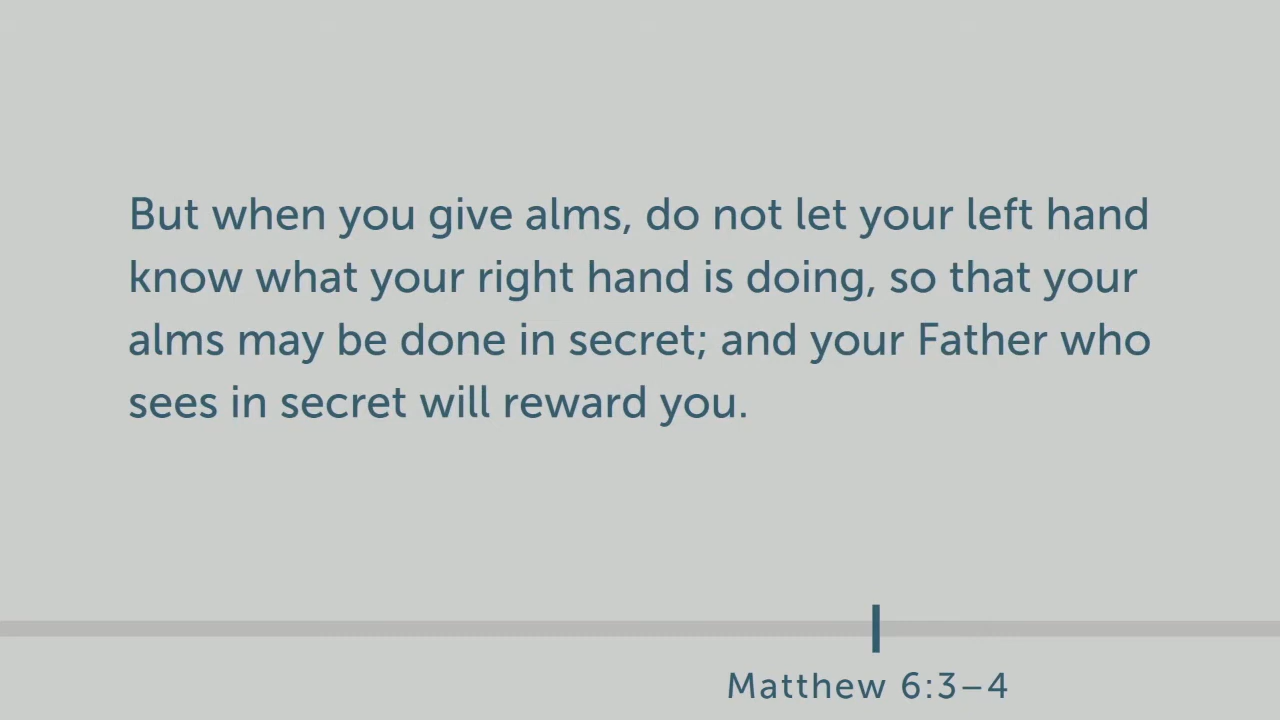 But when you give alms, do not let your left hand
know what your right hand is doing, so that your
alms may be done in secret; and your Father who
sees in secret will reward you.
Matthew 6:3–4